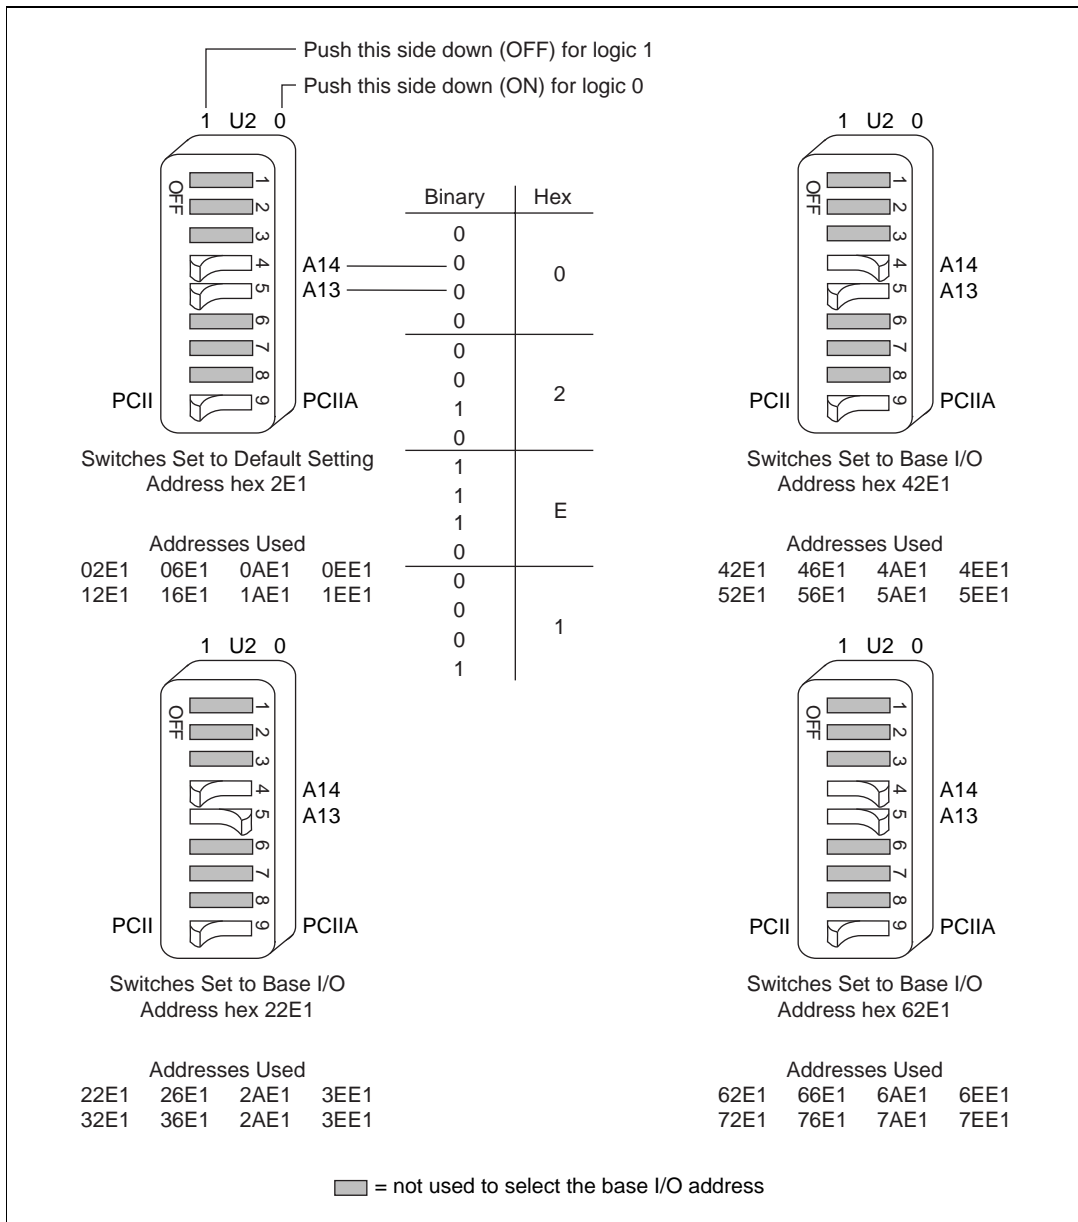 Push this side down (OFF) for logic 1
Push this side down (ON) for logic 0
1 U2 0
OFF
1
2
3
4 A14
5 A13
6
7
8
PCII 9 PCIIA
Switches Set to Default Setting
Address hex 2E1
Addresses Used
02E1 06E1 0AE1 0EE1
12E1 16E1 1AE1 1EE1
Binary Hex
0
0
0
0
0
0
0
1
0
2
1
1
1
0
E
0
0
0
1
1
1 U2 0
OFF
1
2
3
4 A14
5 A13
6
7
8
PCII 9 PCIIA
Switches Set to Base I/O
Address hex 42E1
Addresses Used
42E1 46E1 4AE1 4EE1
52E1 56E1 5AE1 5EE1
1 U2 0
OFF
1
2
3
4 A14
5 A13
6
7
8
PCII 9 PCIIA
Switches Set to Base I/O
Address hex 22E1
Addresses Used
22E1 26E1 2AE1 3EE1
32E1 36E1 2AE1 3EE1
1 U2 0
OFF
1
2
3
4 A14
5 A13
6
7
8
PCII 9 PCIIA
Switches Set to Base I/O
Address hex 62E1
Addresses Used
62E1 66E1 6AE1 6EE1
72E1 76E1 7AE1 7EE1
= not used to select the base I/O address